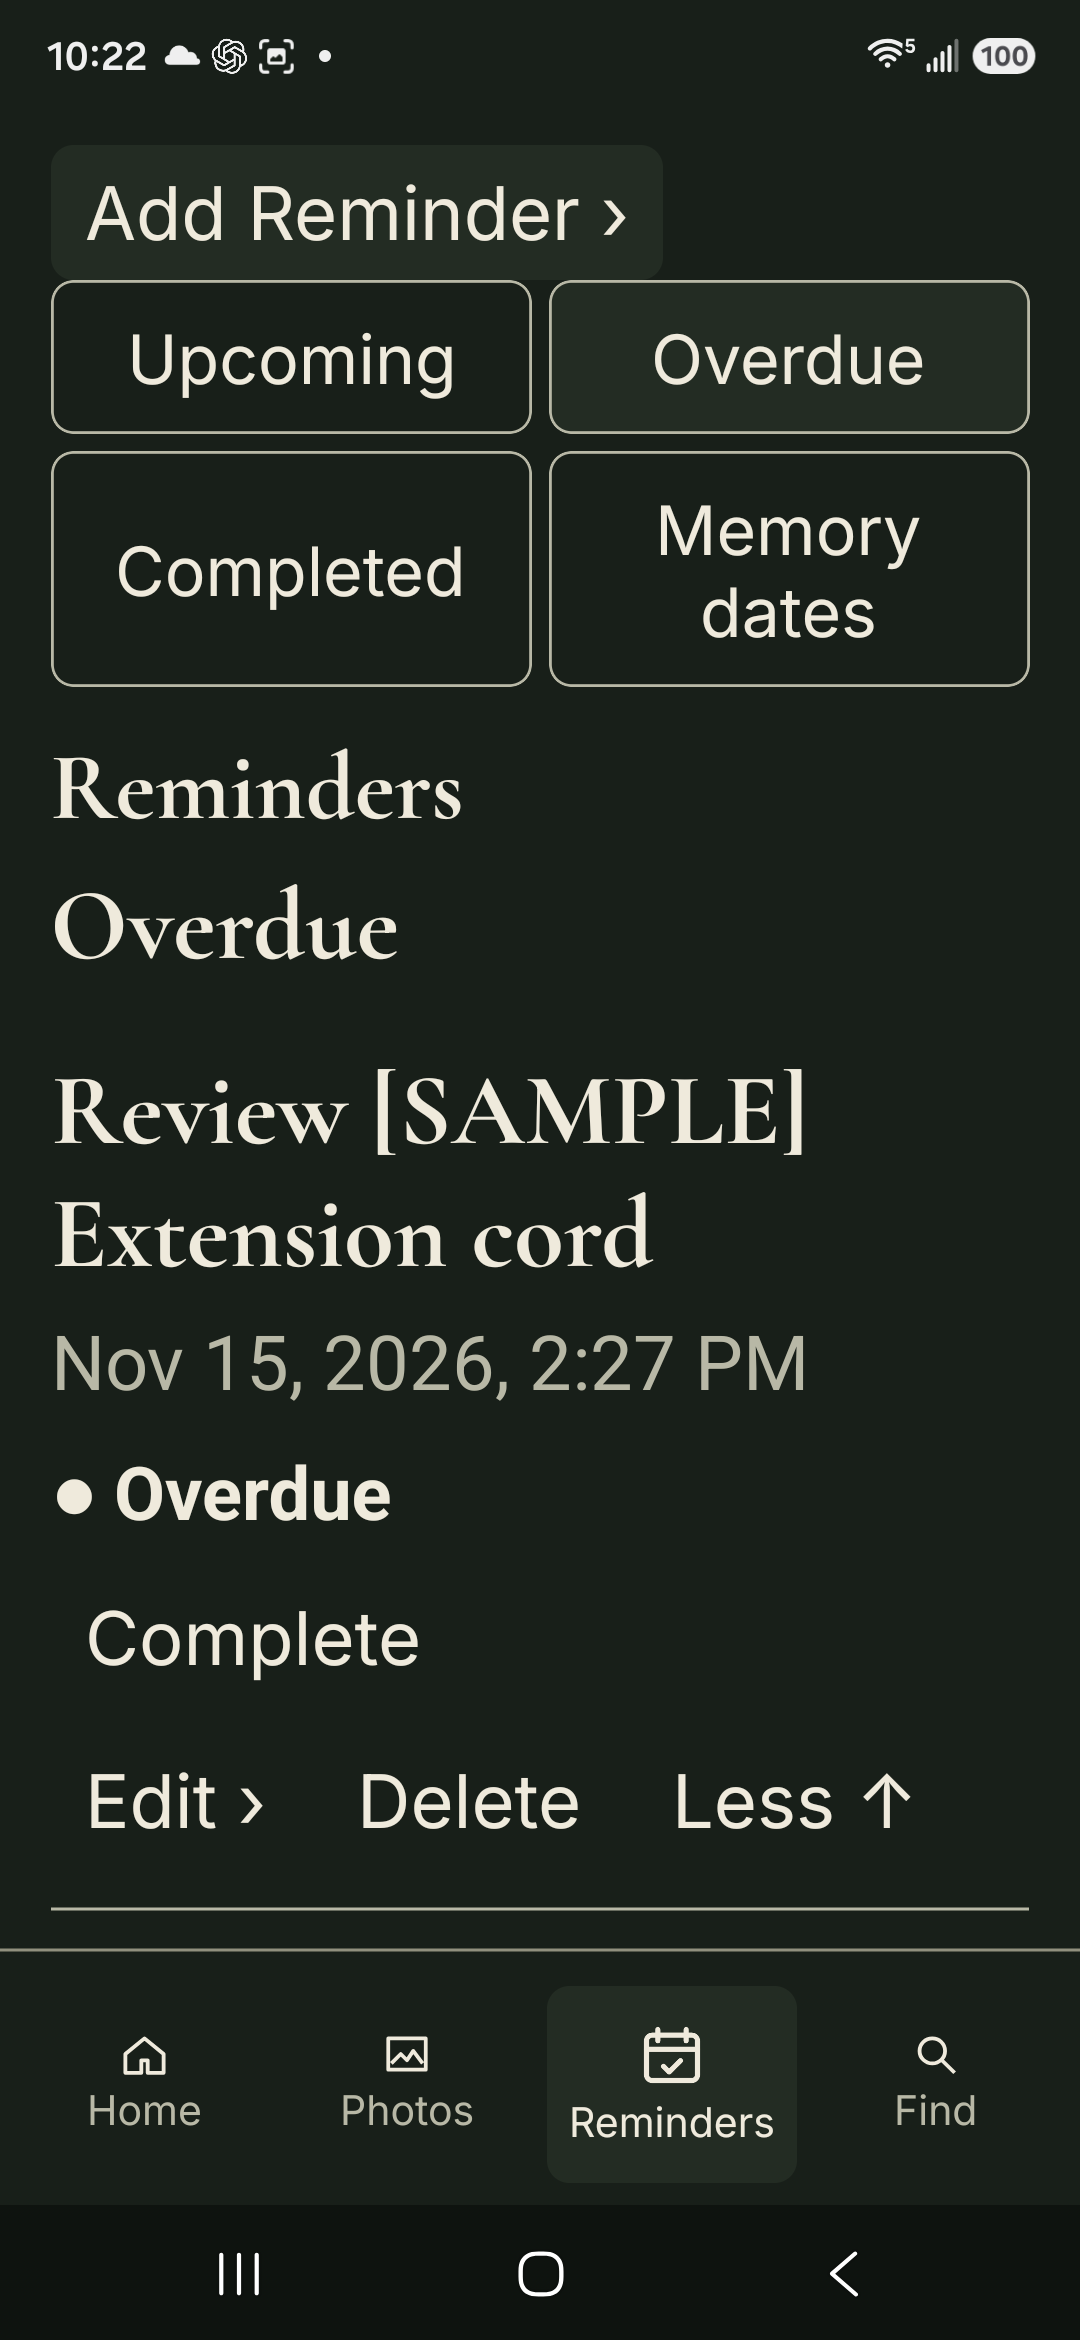 10:22
5
100
Add Reminder ›
Upcoming
Overdue
Completed
Memory
dates
Reminders
Overdue
Review [SAMPLE]
Extension cord
Nov 15, 2026, 2:27 PM
● Overdue
Complete
Edit › Delete Less ↑
Home Photos Reminders Find